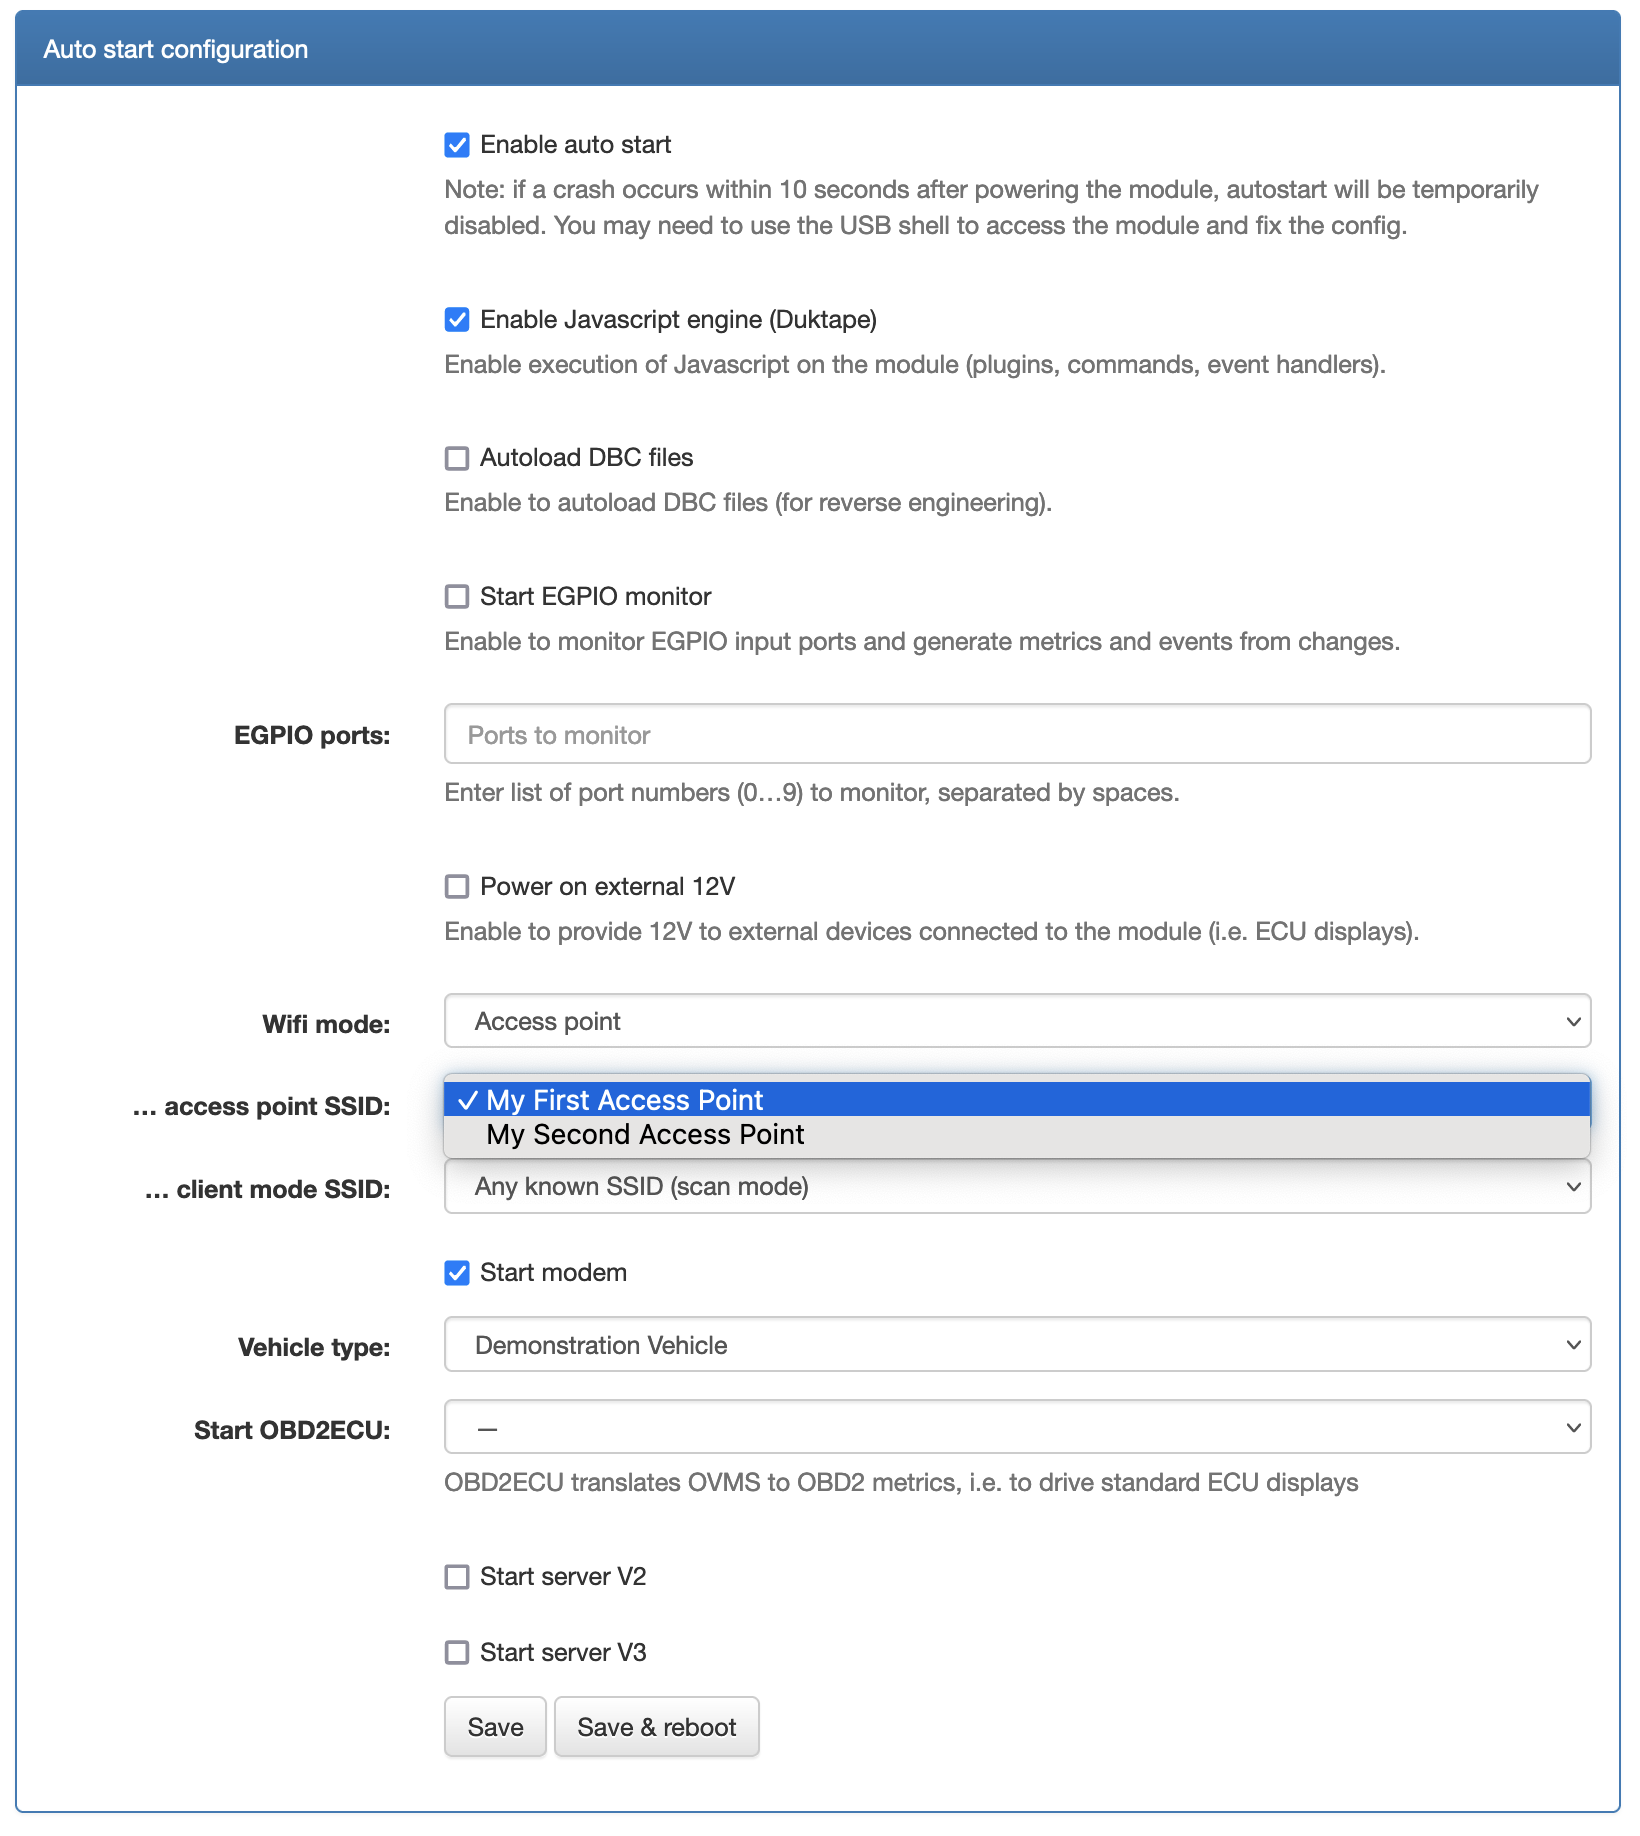 Auto start configuration
Enable auto start
Note: if a crash occurs within 10 seconds after powering the module, autostart will be temporarily
disabled. You may need to use the USB shell to access the module and fix the config.
Enable Javascript engine (Duktape)
Enable execution of Javascript on the module (plugins, commands, event handlers).
Autoload DBC files
Enable to autoload DBC files (for reverse engineering).
Start EGPIO monitor
Enable to monitor EGPIO input ports and generate metrics and events from changes.
EGPIO ports: Ports to monitor
Enter list of port numbers (0…9) to monitor, separated by spaces.
Power on external 12V
Enable to provide 12V to external devices connected to the module (i.e. ECU displays).
Wifi mode: Access point
… access point SSID: ✓ My First Access Point
My Second Access Point
… client mode SSID: Any known SSID (scan mode)
Start modem
Vehicle type: Demonstration Vehicle
Start OBD2ECU: —
OBD2ECU translates OVMS to OBD2 metrics, i.e. to drive standard ECU displays
Start server V2
Start server V3
Save Save & reboot